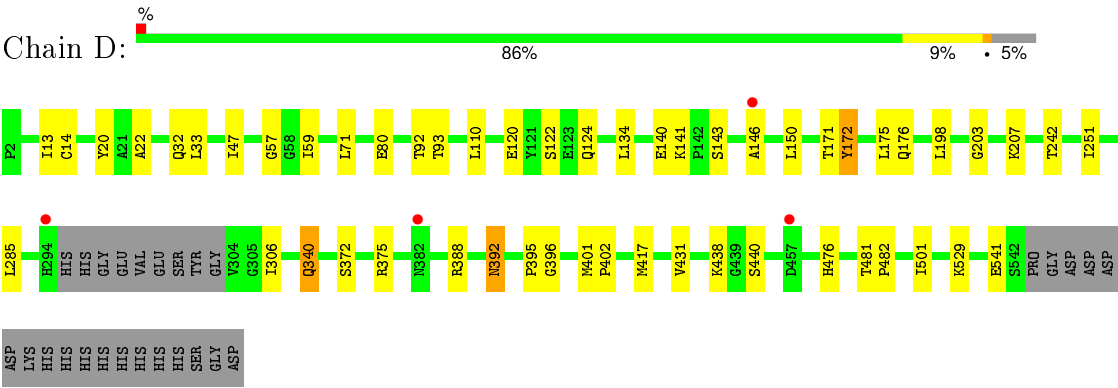 %
Chain D:
86% 9% • 5%
P2 I13 C14 Y20 A21 A22 Q32 L33 I47 G57 G58 I59 L71 E80 T92 T93 L110 E120 Y121 S122 E123 Q124 L134 E140 K141 P142 S143 A146 L150 T171 Y172 L175 Q176 L198 G203 K207 T242 I251
L285 H294 HIS HIS GLY GLU VAL GLU SER TYR GLY V304 G305 I306 Q340 S372 R375 N382 R388 N392 P395 G396 M401 P402 M417 V431 K438 G439 S440 D457 H476 T481 P482 I501 K529 E541 S542 PRO GLY ASP ASP ASP
ASP LYS HIS HIS HIS HIS HIS HIS HIS HIS SER GLY ASP